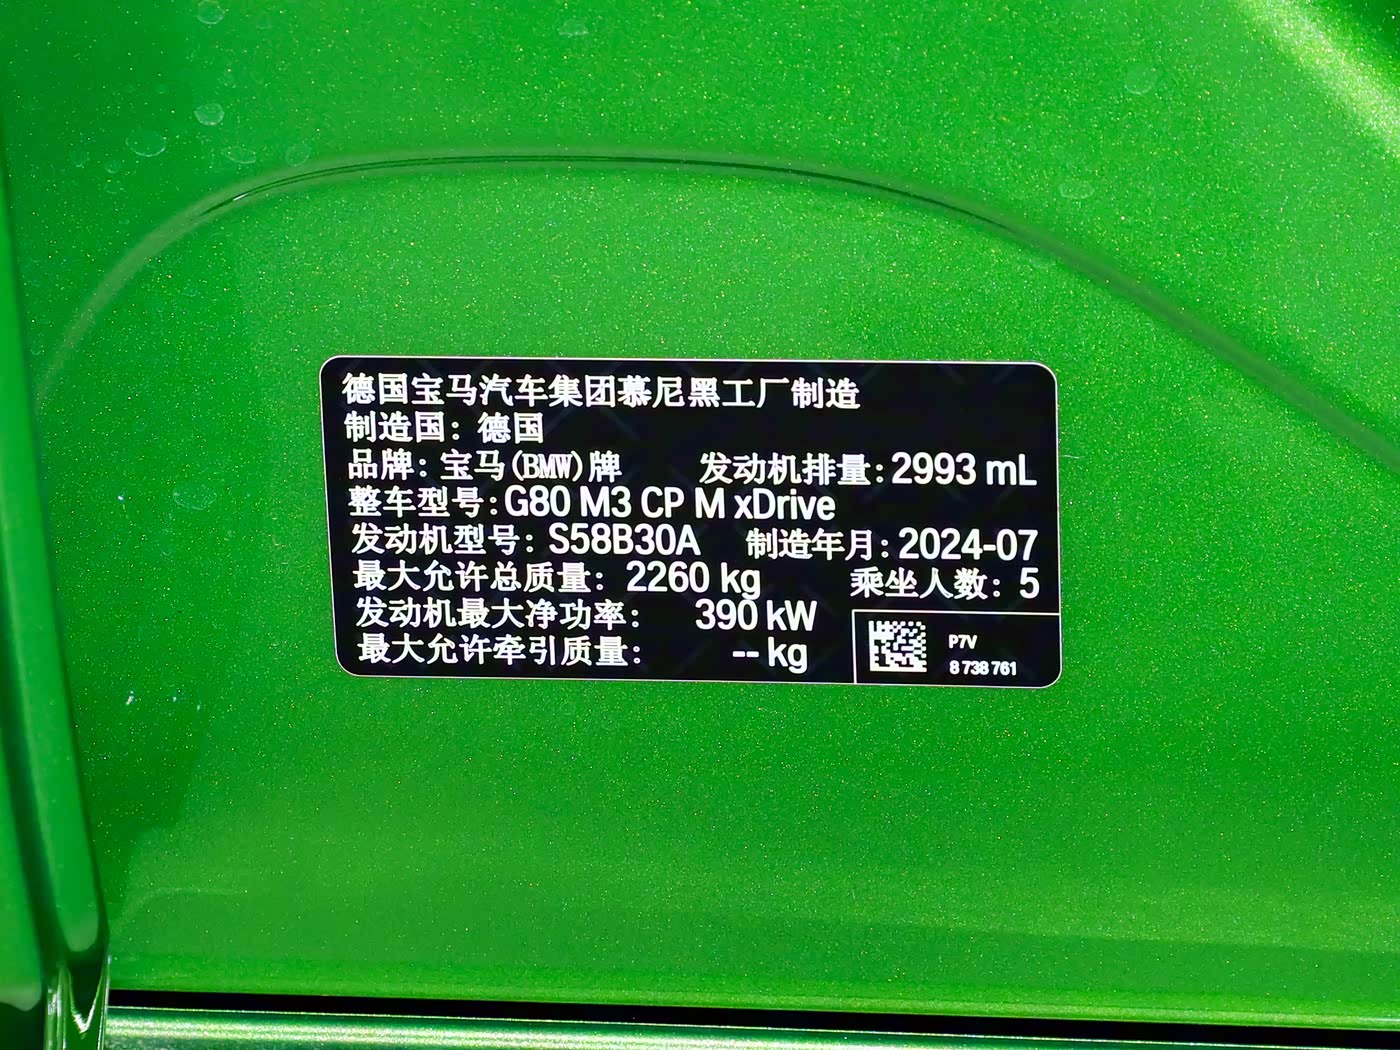 德国宝马汽车集团慕尼黑工厂制造
制造国：德国
品牌：宝马(BMW)牌 发动机排量：2993 mL
整车型号：G80 M3 CP M xDrive
发动机型号：S58B30A 制造年月：2024-07
最大允许总质量：2260 kg 乘坐人数：5
发动机最大净功率：390 kW
最大允许牵引质量：-- kg
P7V
8 738 761